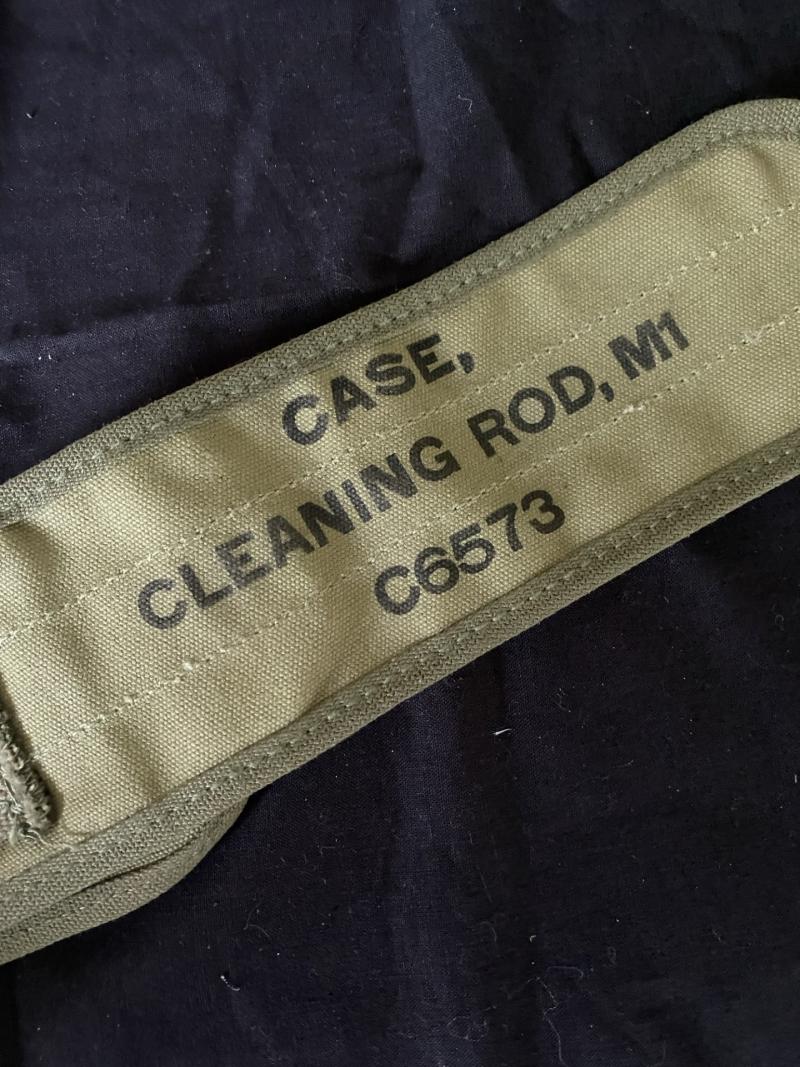 CASE,
CLEANING ROD, M1
C6573